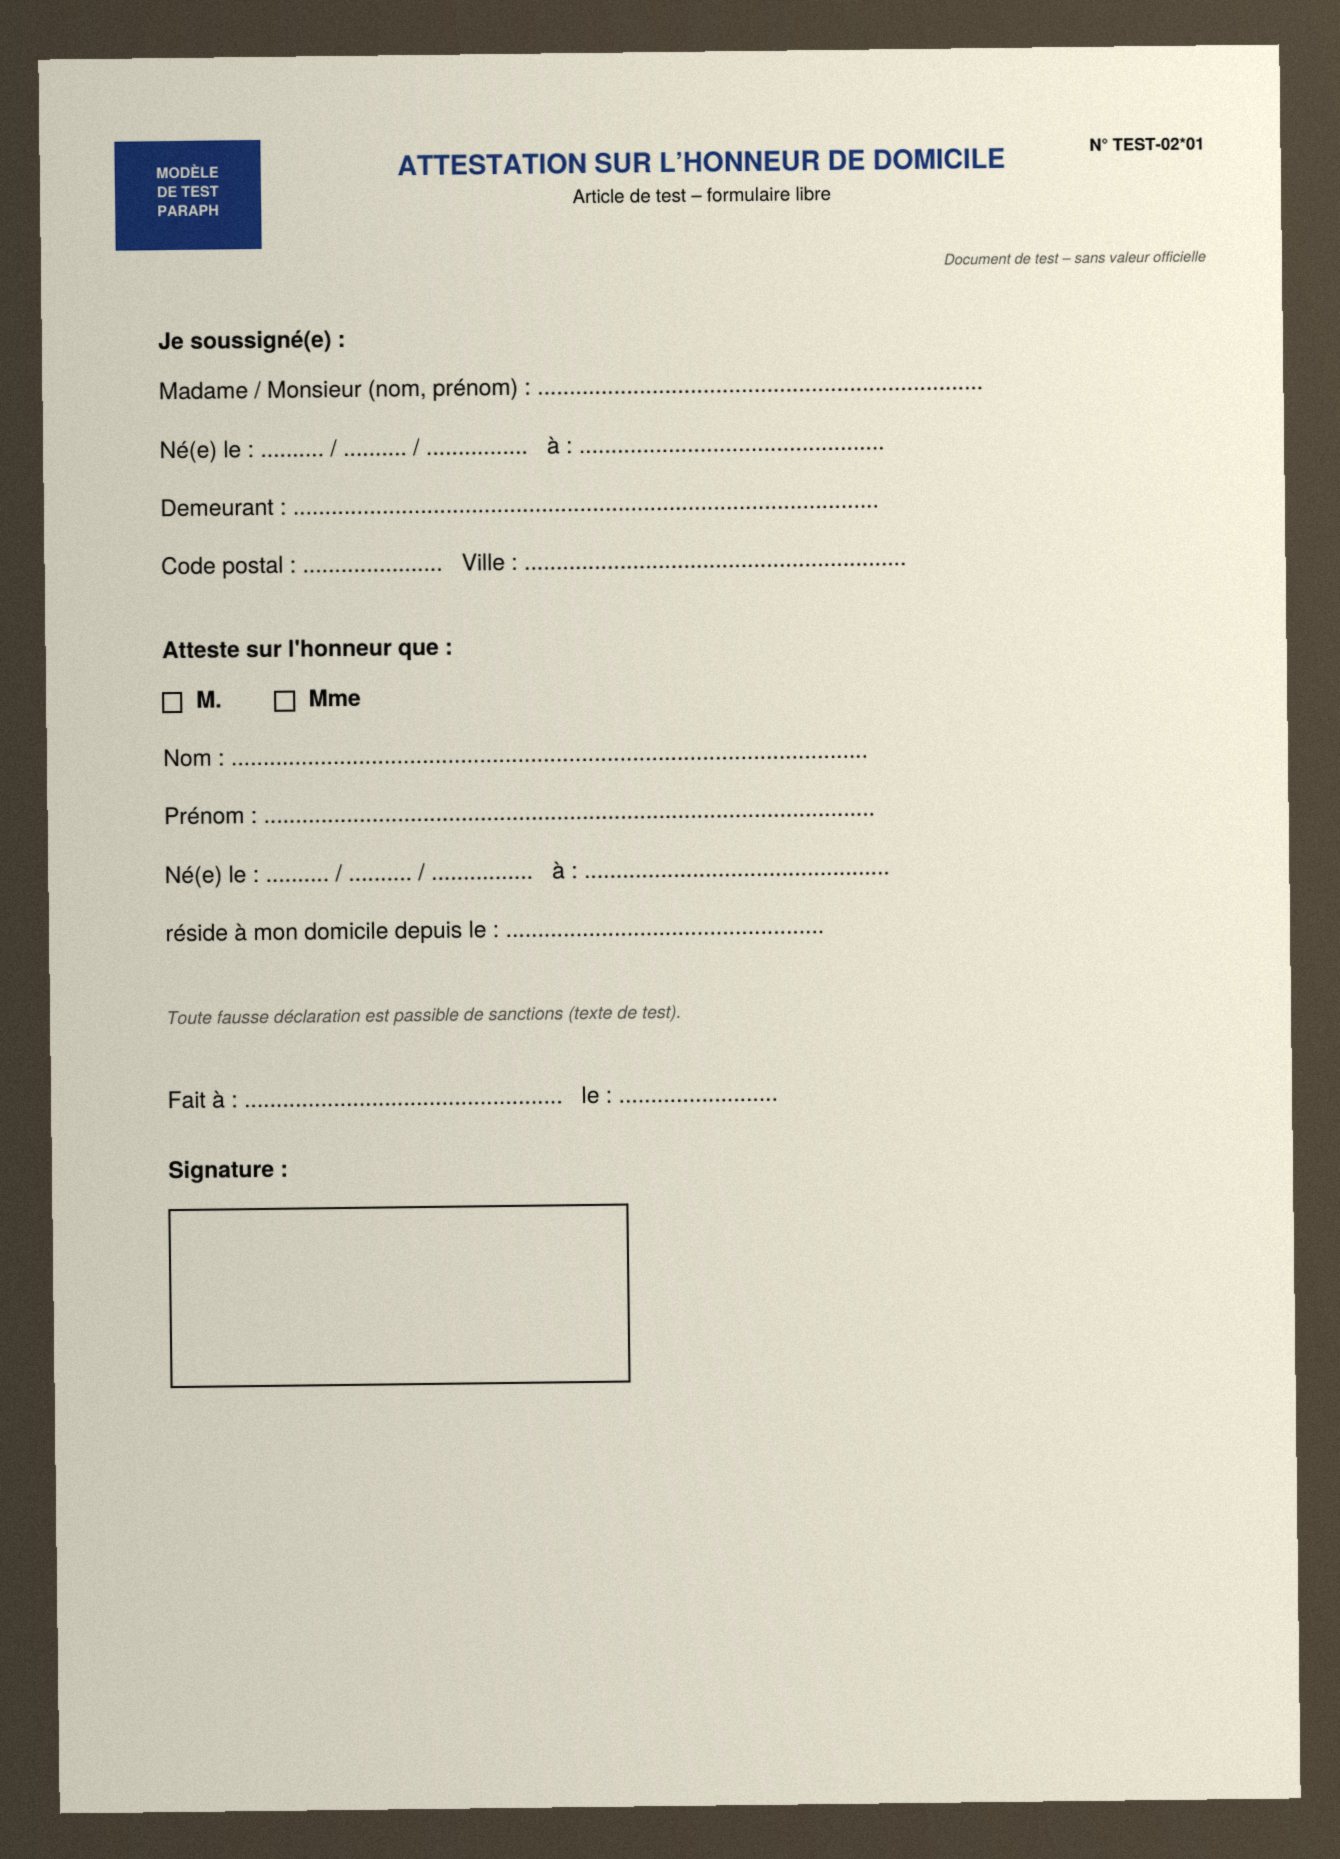 MODÈLE
DE TEST
PARAPH
ATTESTATION SUR L’HONNEUR DE DOMICILE
N° TEST-02*01
Article de test – formulaire libre
Document de test – sans valeur officielle
Je soussigné(e) :
Madame / Monsieur (nom, prénom) : ......................................................................
Né(e) le : .......... / .......... / ................ à : ................................................
Demeurant : ............................................................................................
Code postal : ...................... Ville : ............................................................
Atteste sur l'honneur que :
☐ M. ☐ Mme
Nom : ....................................................................................................
Prénom : ................................................................................................
Né(e) le : .......... / .......... / ................ à : ................................................
réside à mon domicile depuis le : ..................................................
Toute fausse déclaration est passible de sanctions (texte de test).
Fait à : .................................................. le : .........................
Signature :